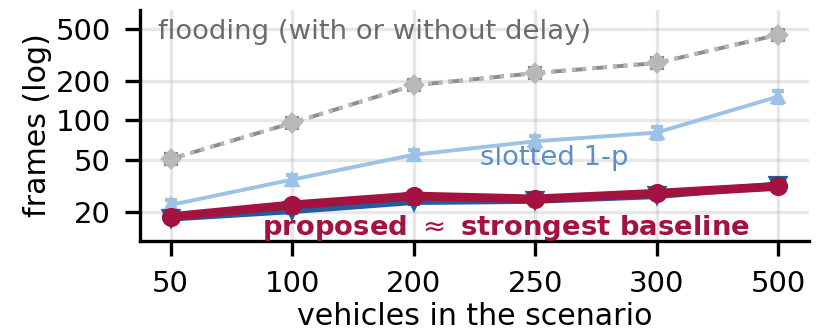 500
200
100
50
20
frames (log)
flooding (with or without delay)
slotted 1-p
proposed ≈ strongest baseline
50 100 200 250 300 500
vehicles in the scenario